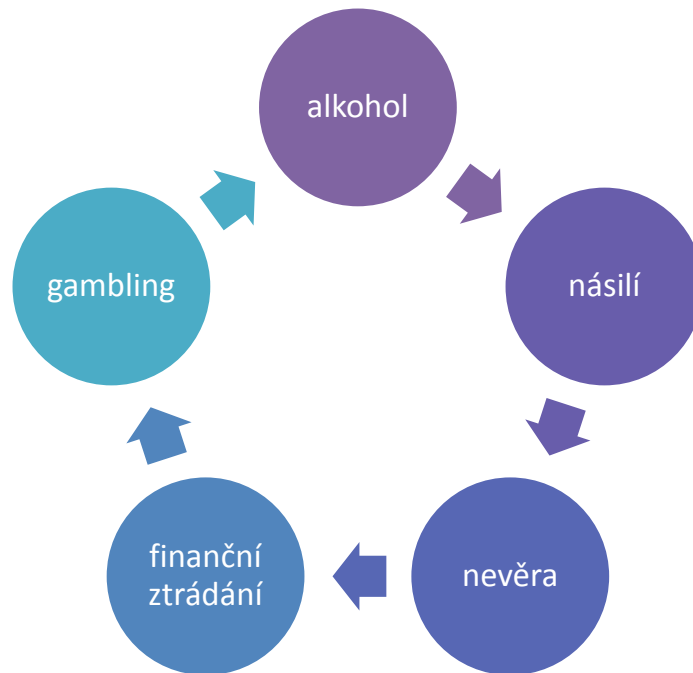 alkohol
násilí
nevěra
finanční
ztrádání
gambling